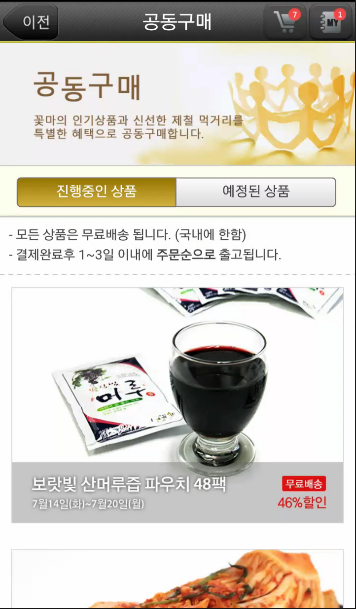 이전
공동구매
7
MY
1
공동구매
꽃마의 인기상품과 신선한 제철 먹거리를
특별한 혜택으로 공동구매합니다.
진행중인 상품
예정된 상품
- 모든 상품은 무료배송 됩니다. (국내에 한함)
- 결제완료후 1~3일 이내에 주문순으로 출고됩니다.
머루
보랏빛 산머루즙 파우치 48팩
무료배송
7월14일(화)~7월20일(월)
46%할인